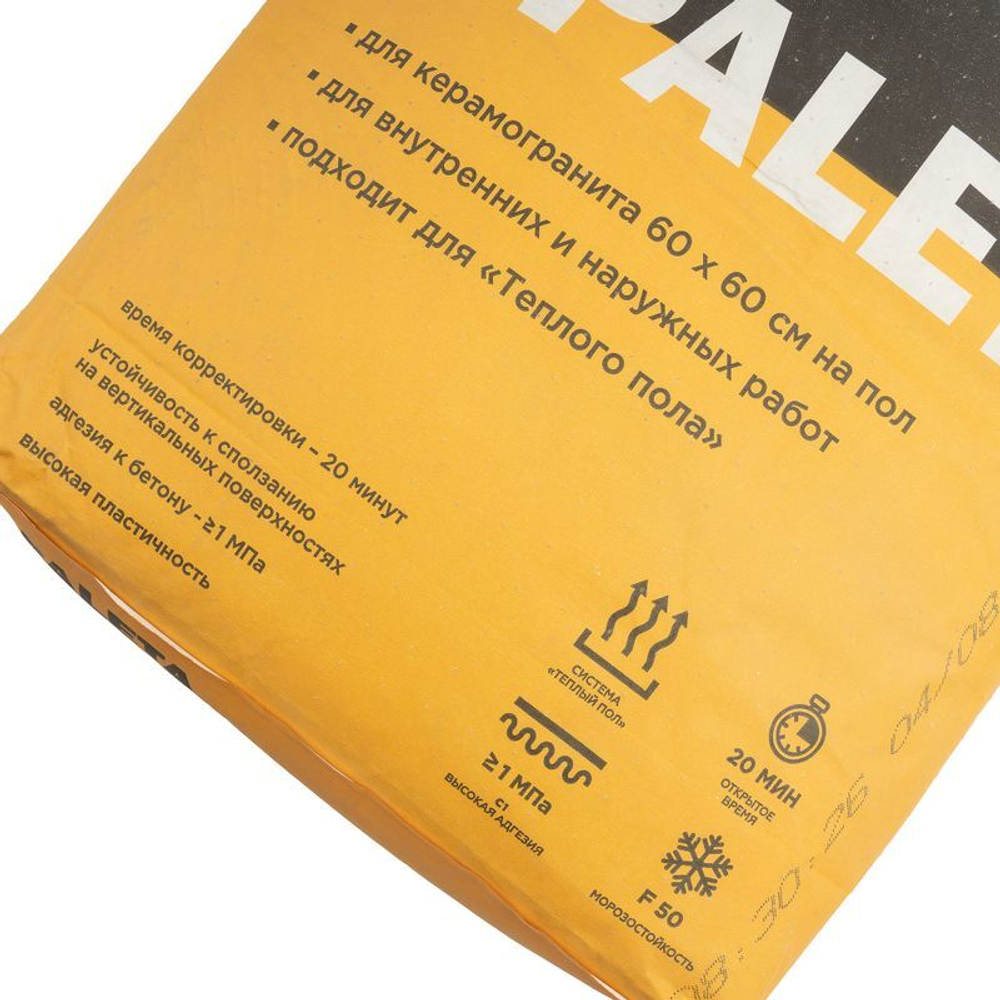 PALET
▪ для керамогранита 60 х 60 см на пол
▪ для внутренних и наружных работ
▪ подходит для «Теплого пола»
время корректировки – 20 минут
устойчивость к сползанию
на вертикальных поверхностях
адгезия к бетону - ≥1 МПа
высокая пластичность
СИСТЕМА
«ТЕПЛЫЙ ПОЛ»
≥1 МПа
С1
ВЫСОКАЯ АДГЕЗИЯ
20 МИН
ОТКРЫТОЕ
ВРЕМЯ
F 50
МОРОЗОСТОЙКОСТЬ
ALETA